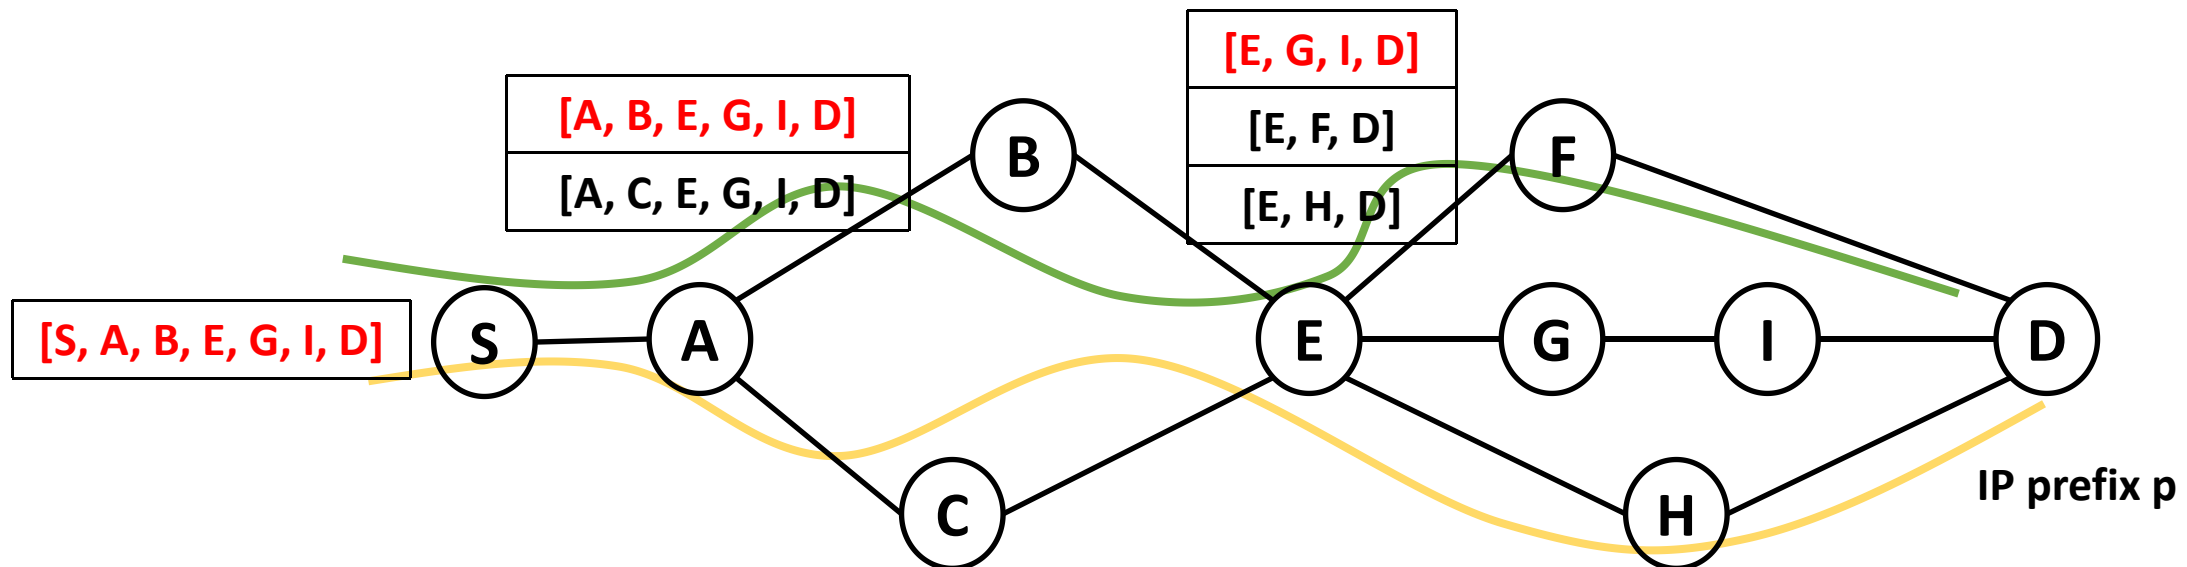 [E, G, I, D]
[A, B, E, G, I, D]
[E, F, D]
B
F
[A, C, E, G, I, D]
[E, H, D]
[S, A, B, E, G, I, D]
S
A
E
G
I
D
C
H
IP prefix p